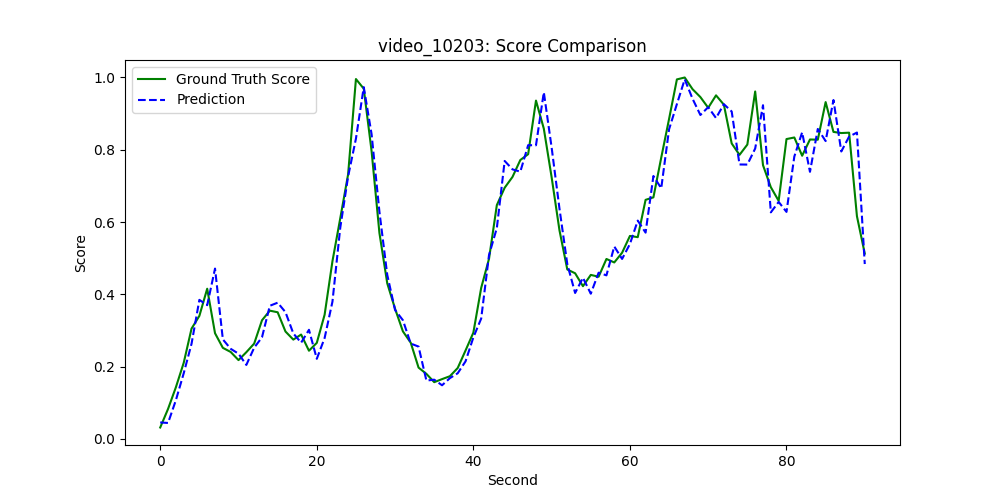 video_10203: Score Comparison
Ground Truth Score
Prediction
1.0
0.8
0.6
0.4
0.2
0.0
Score
0 20 40 60 80
Second